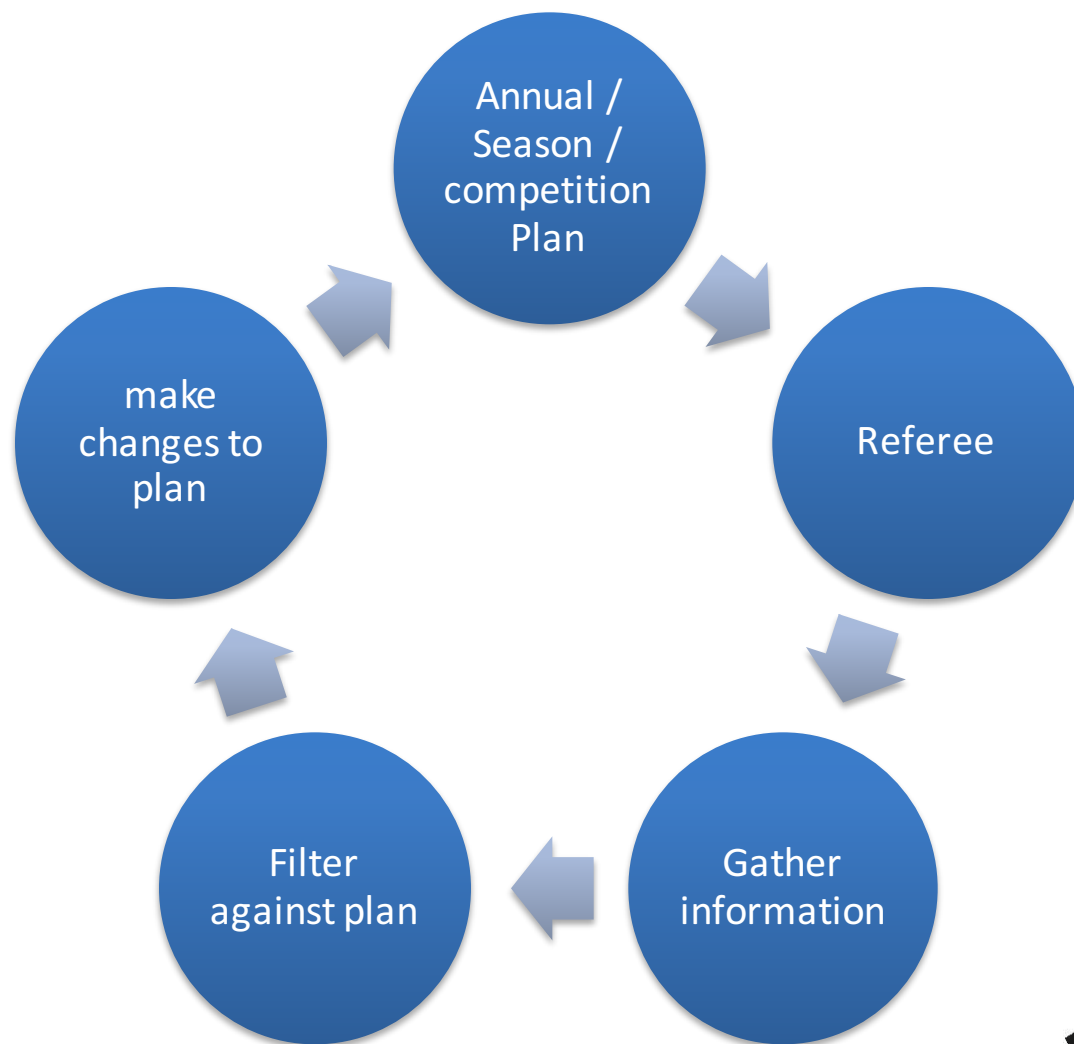 Annual /
Season /
competition
Plan
Referee
Gather
information
Filter
against plan
make
changes to
plan